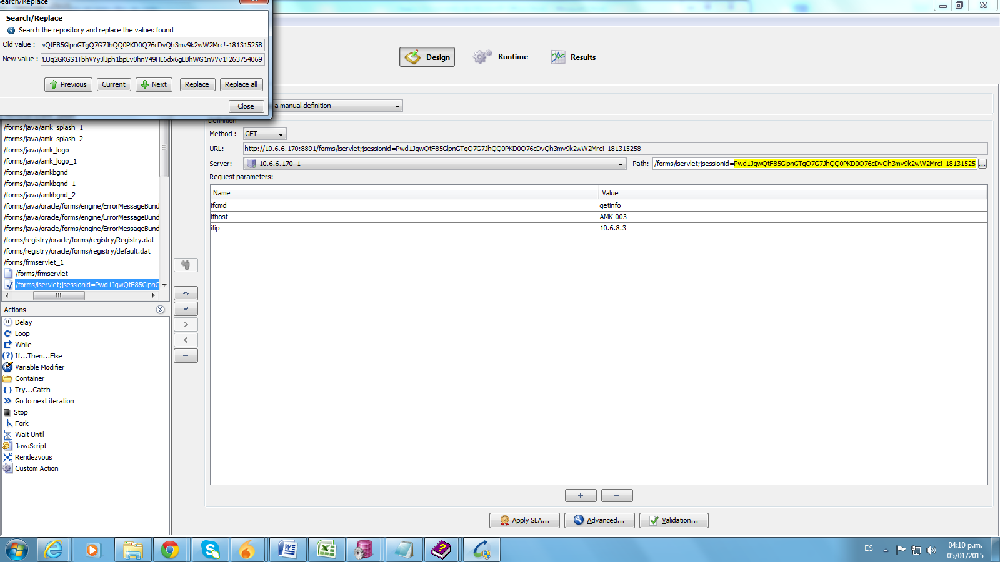 Search/Replace
Search/Replace
Search the repository and replace the values found
Old value : vQtF85GlpnGTgQ7G7JhQQ0PKD0Q76cDvQh3mv9k2wW2Mrc!-181315258
New value : !JJq2GKGS1TbhVYyJlJph1bpLv0hnV49HL6dx6gLBhWG1nVVv1!263754069
Previous Current Next Replace Replace all
Close
Design Runtime Results
a manual definition
Definition
Method : GET
URL: http://10.6.6.170:8891/forms/lservlet;jsessionid=Pwd1JqwQtF85GlpnGTgQ7G7JhQQ0PKD0Q76cDvQh3mv9k2wW2Mrc!-181315258
Server: 10.6.6.170_1 Path: /forms/lservlet;jsessionid=Pwd1JqwQtF85GlpnGTgQ7G7JhQQ0PKD0Q76cDvQh3mv9k2wW2Mrc!-18131525 ...
Request parameters:
Name Value
ifcmd getinfo
ifhost AMK-003
ifip 10.6.8.3
/forms/java/amk_splash_1
/forms/java/amk_splash_2
/forms/java/amk_logo
/forms/java/amk_logo_1
/forms/java/amkbgnd
/forms/java/amkbgnd_1
/forms/java/amkbgnd_2
/forms/java/oracle/forms/engine/ErrorMessageBund
/forms/java/oracle/forms/engine/ErrorMessageBund
/forms/java/oracle/forms/engine/ErrorMessageBund
/forms/registry/oracle/forms/registry/Registry.dat
/forms/registry/oracle/forms/registry/default.dat
/forms/frmservlet_1
/forms/frmservlet
/forms/lservlet;jsessionid=Pwd1JqwQtF85GlpnG
Actions
Delay
Loop
While
If...Then...Else
Variable Modifier
Container
Try...Catch
Go to next iteration
Stop
Fork
Wait Until
JavaScript
Rendezvous
Custom Action
Apply SLA... Advanced... Validation...
ES
04:10 p.m.
05/01/2015